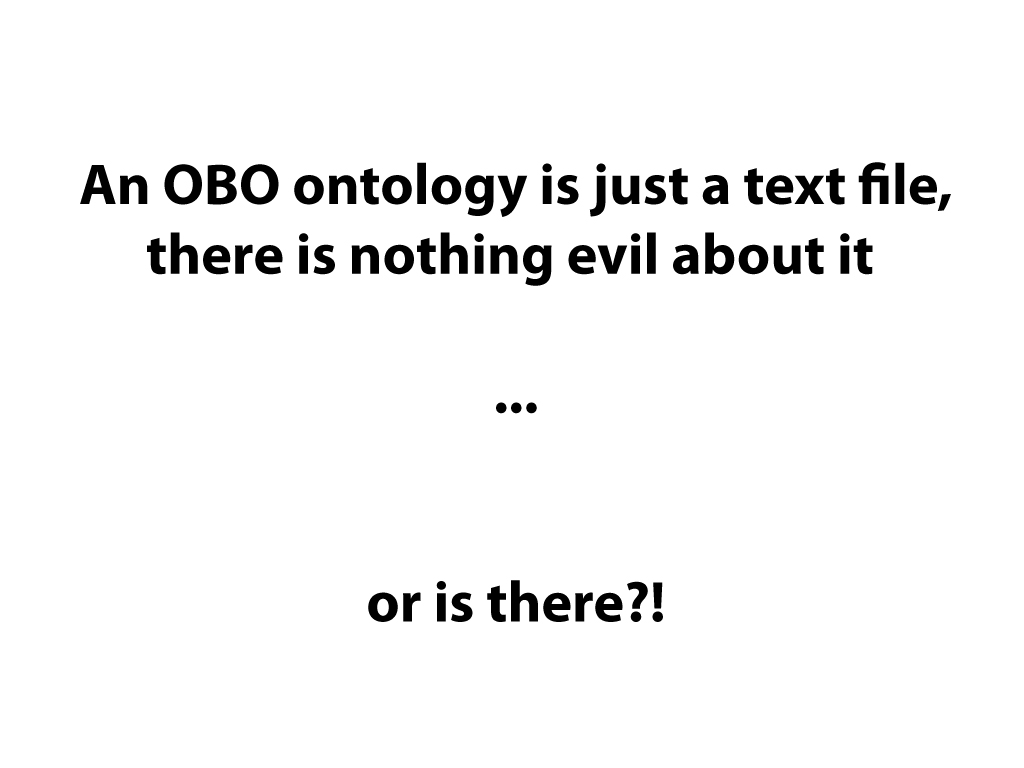 An OBO ontology is just a text file,
there is nothing evil about it
...
or is there?!